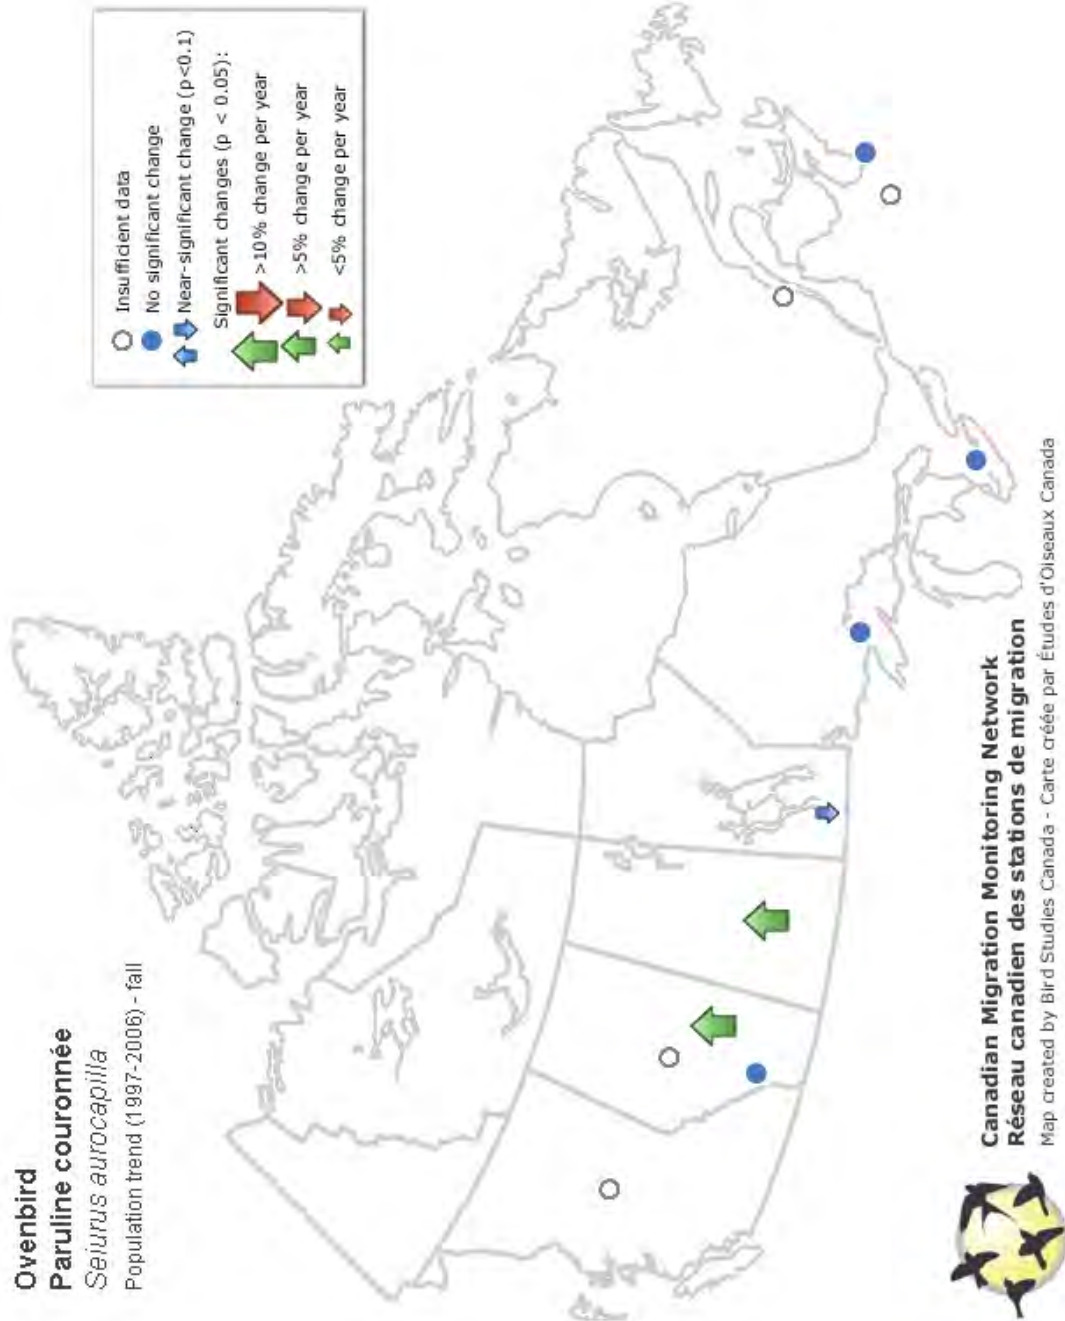 Ovenbird
Paruline couronnée
Seiurus aurocapilla
Population trend (1997-2006) - fall
Insufficient data
No significant change
Near-significant change (p<0.1)
Significant changes (p < 0.05):
>10% change per year
>5% change per year
<5% change per year
Canadian Migration Monitoring Network
Réseau canadien des stations de migration
Map created by Bird Studies Canada - Carte créée par Études d'Oiseaux Canada